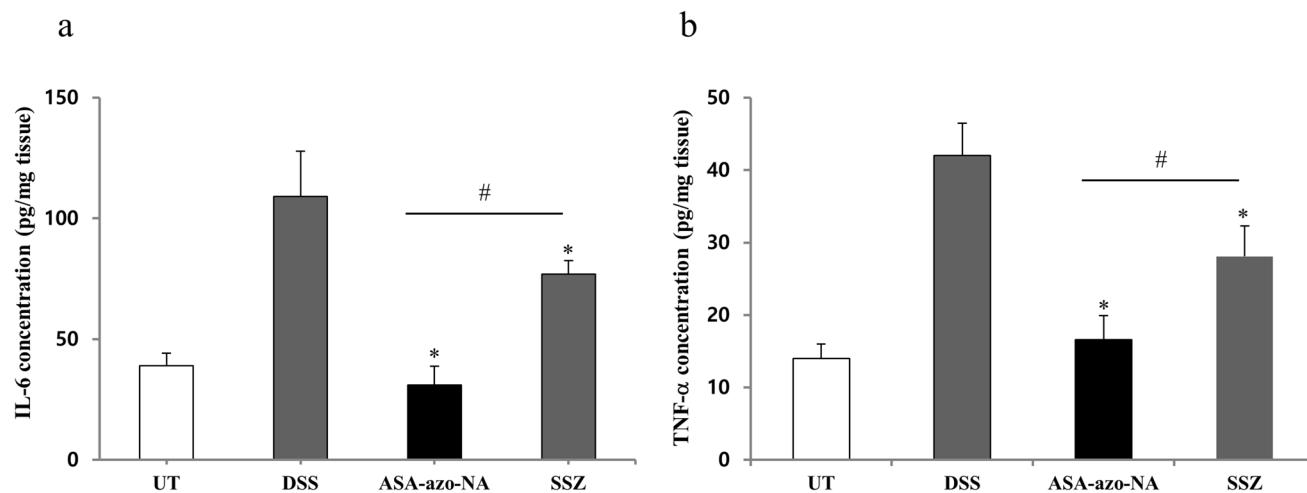 a
IL-6 concentration (pg/mg tissue)
150
100
50
0
#
*
*
UT DSS ASA-azo-NA SSZ
b
TNF-α concentration (pg/mg tissue)
50
40
30
20
10
0
#
*
*
UT DSS ASA-azo-NA SSZ